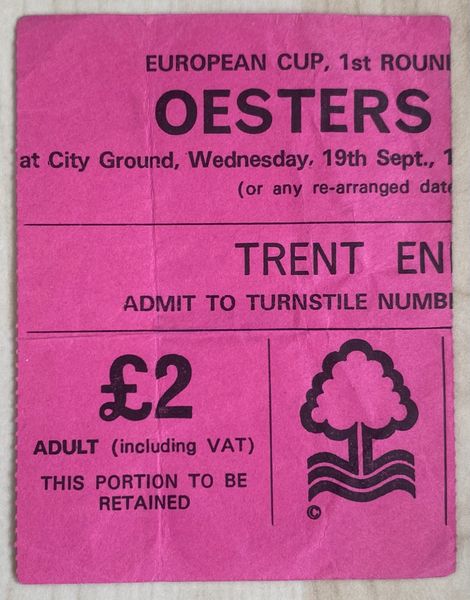 EUROPEAN CUP, 1st ROUN
OESTERS
at City Ground, Wednesday, 19th Sept., 1
(or any re-arranged date
TRENT EN
ADMIT TO TURNSTILE NUMBE
£2
ADULT (including VAT)
THIS PORTION TO BE
RETAINED
©